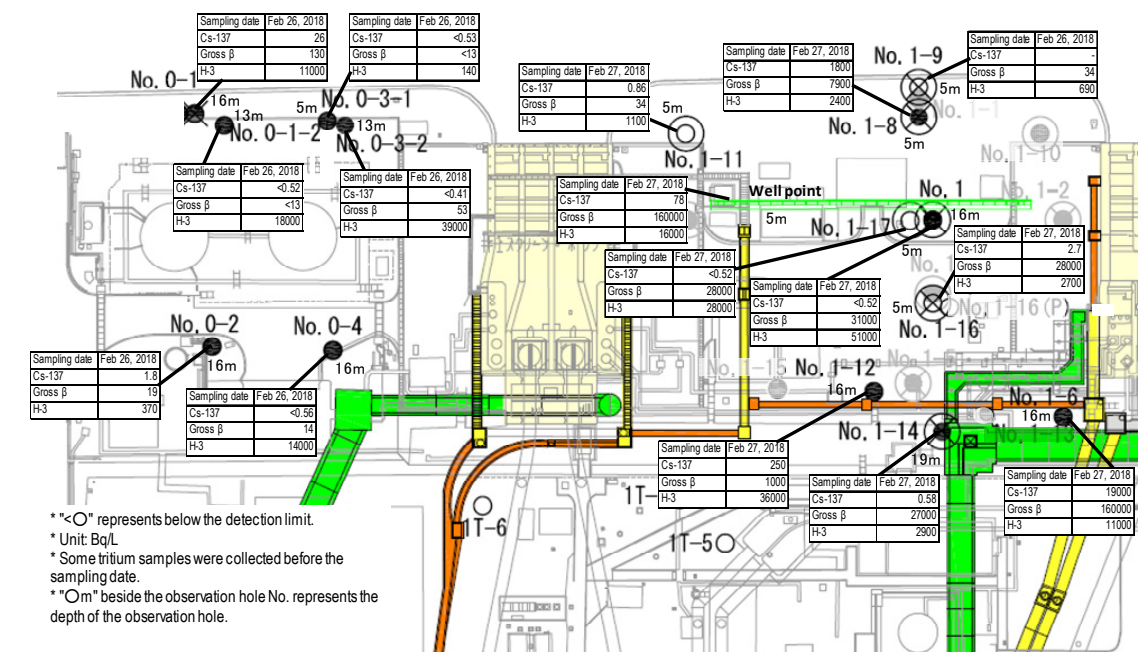 Sampling date Feb 26, 2018
Cs-137 26
Gross β 130
H-3 11000
Sampling date Feb 26, 2018
Cs-137 <0.53
Gross β <13
H-3 140
Sampling date Feb 27, 2018
Cs-137 0.86
Gross β 34
H-3 1100
Sampling date Feb 27, 2018
Cs-137 1800
Gross β 7900
H-3 2400
Sampling date Feb 26, 2018
Cs-137 -
Gross β 34
H-3 690
No. 0-1
16m
13m
No. 0-1-2
5m
No. 0-3-1
13m
No. 0-3-2
5m
No. 1-11
No. 1-9
5m
No. 1-8
5m
No. 1-10
Sampling date Feb 26, 2018
Cs-137 <0.52
Gross β <13
H-3 18000
Sampling date Feb 26, 2018
Cs-137 <0.41
Gross β 53
H-3 39000
Sampling date Feb 27, 2018
Cs-137 78
Gross β 160000
H-3 16000
Well point
5m
No. 1
16m
No. 1-17
5m
Sampling date Feb 27, 2018
Cs-137 <0.52
Gross β 28000
H-3 28000
Sampling date Feb 27, 2018
Cs-137 <0.52
Gross β 31000
H-3 51000
Sampling date Feb 27, 2018
Cs-137 2.7
Gross β 28000
H-3 2700
5m
No. 1-16
No. 1-16(P)
No. 0-2
16m
No. 0-4
16m
Sampling date Feb 26, 2018
Cs-137 1.8
Gross β 19
H-3 370
Sampling date Feb 26, 2018
Cs-137 <0.56
Gross β 14
H-3 14000
No. 1-15
No. 1-12
16m
No. 1-6
16m
No. 1-13
No. 1-14
19m
Sampling date Feb 27, 2018
Cs-137 250
Gross β 1000
H-3 36000
Sampling date Feb 27, 2018
Cs-137 0.58
Gross β 27000
H-3 2900
Sampling date Feb 27, 2018
Cs-137 19000
Gross β 160000
H-3 11000
1T-6
1T-5
* "<○" represents below the detection limit.
* Unit: Bq/L
* Some tritium samples were collected before the
sampling date.
* "○m" beside the observation hole No. represents the
depth of the observation hole.